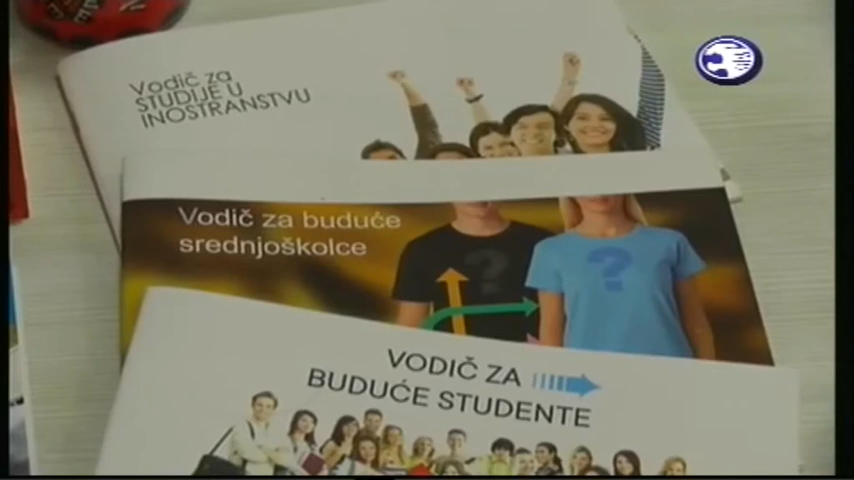 Vodič za
STUDIJE U
INOSTRANSTVU
Vodič za buduće
srednjoškolce
? ?
VODIČ ZA
BUDUĆE STUDENTE